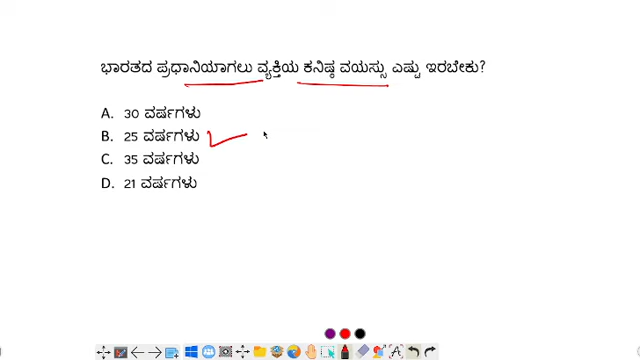 ಭಾರತದ ಪ್ರಧಾನಿಯಾಗಲು ವ್ಯಕ್ತಿಯ ಕನಿಷ್ಠ ವಯಸ್ಸು ಎಷ್ಟು ಇರಬೇಕು?
A. 30 ವರ್ಷಗಳು
B. 25 ವರ್ಷಗಳು
C. 35 ವರ್ಷಗಳು
D. 21 ವರ್ಷಗಳು